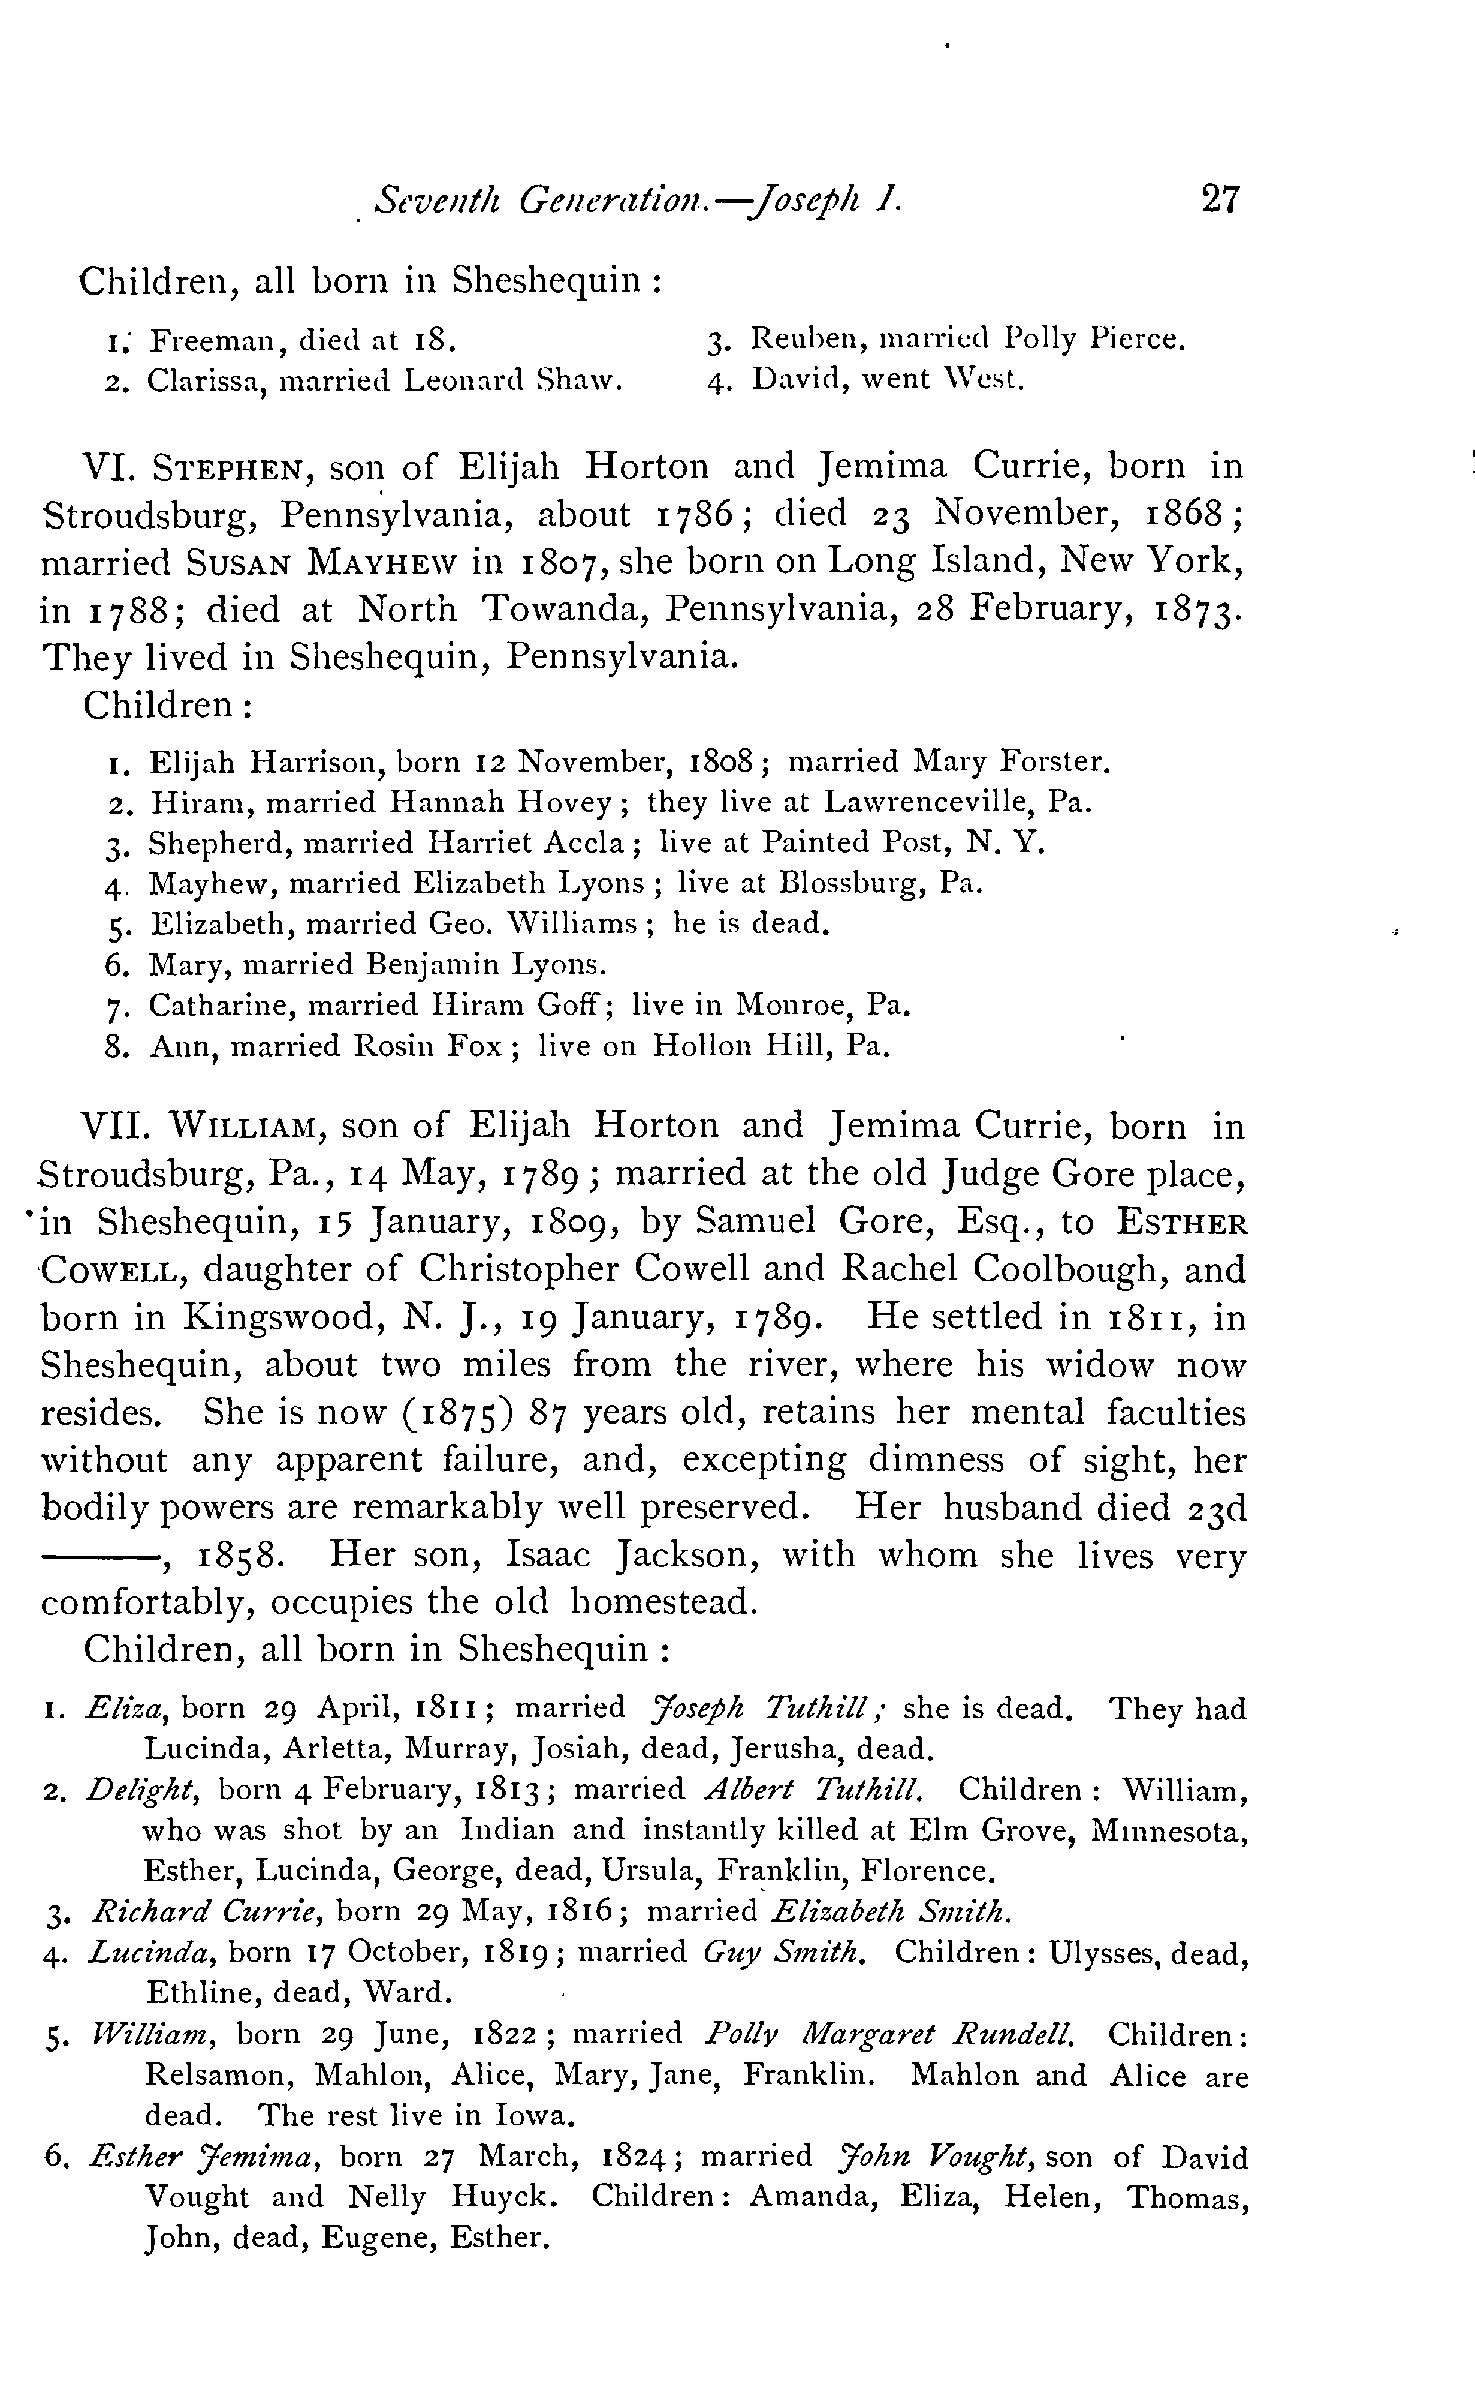 Seventh Generation.—Joseph I. 27
Children, all born in Sheshequin :
1. Freeman, died at 18.
2. Clarissa, married Leonard Shaw.
3. Reuben, married Polly Pierce.
4. David, went West.
VI. STEPHEN, son of Elijah Horton and Jemima Currie, born in
Stroudsburg, Pennsylvania, about 1786; died 23 November, 1868;
married SUSAN MAYHEW in 1807, she born on Long Island, New York,
in 1788; died at North Towanda, Pennsylvania, 28 February, 1873.
They lived in Sheshequin, Pennsylvania.
Children :
1. Elijah Harrison, born 12 November, 1808; married Mary Forster.
2. Hiram, married Hannah Hovey; they live at Lawrenceville, Pa.
3. Shepherd, married Harriet Accla; live at Painted Post, N. Y.
4. Mayhew, married Elizabeth Lyons; live at Blossburg, Pa.
5. Elizabeth, married Geo. Williams; he is dead.
6. Mary, married Benjamin Lyons.
7. Catharine, married Hiram Goff; live in Monroe, Pa.
8. Ann, married Rosin Fox; live on Hollon Hill, Pa.
VII. WILLIAM, son of Elijah Horton and Jemima Currie, born in
Stroudsburg, Pa., 14 May, 1789; married at the old Judge Gore place,
in Sheshequin, 15 January, 1809, by Samuel Gore, Esq., to ESTHER
COWELL, daughter of Christopher Cowell and Rachel Coolbough, and
born in Kingswood, N. J., 19 January, 1789. He settled in 1811, in
Sheshequin, about two miles from the river, where his widow now
resides. She is now (1875) 87 years old, retains her mental faculties
without any apparent failure, and, excepting dimness of sight, her
bodily powers are remarkably well preserved. Her husband died 23d
———, 1858. Her son, Isaac Jackson, with whom she lives very
comfortably, occupies the old homestead.
Children, all born in Sheshequin :
1. Eliza, born 29 April, 1811; married Joseph Tuthill; she is dead. They had
Lucinda, Arletta, Murray, Josiah, dead, Jerusha, dead.
2. Delight, born 4 February, 1813; married Albert Tuthill. Children : William,
who was shot by an Indian and instantly killed at Elm Grove, Minnesota,
Esther, Lucinda, George, dead, Ursula, Franklin, Florence.
3. Richard Currie, born 29 May, 1816; married Elizabeth Smith.
4. Lucinda, born 17 October, 1819; married Guy Smith. Children : Ulysses, dead,
Ethline, dead, Ward.
5. William, born 29 June, 1822; married Polly Margaret Rundell. Children:
Relsamon, Mahlon, Alice, Mary, Jane, Franklin. Mahlon and Alice are
dead. The rest live in Iowa.
6. Esther Jemima, born 27 March, 1824; married John Vought, son of David
Vought and Nelly Huyck. Children: Amanda, Eliza, Helen, Thomas,
John, dead, Eugene, Esther.